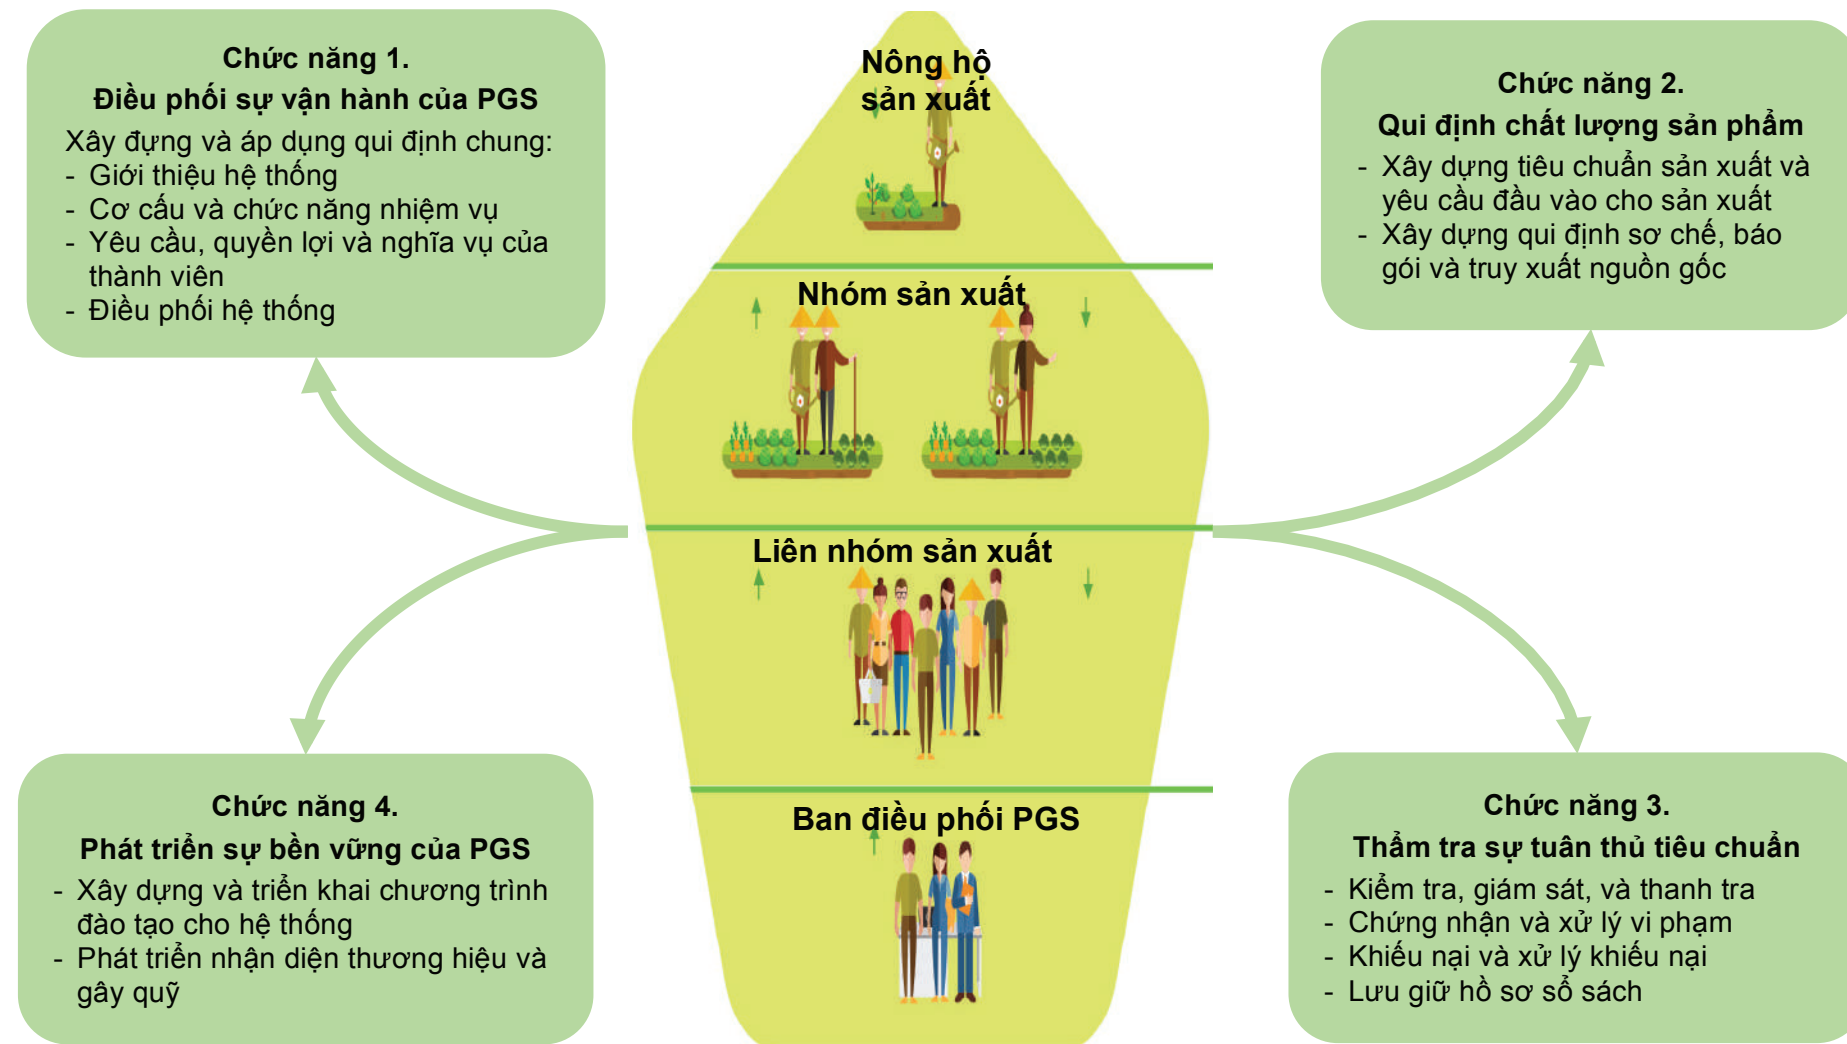 Chức năng 1.
Điều phối sự vận hành của PGS
Xây đựng và áp dụng qui định chung:
- Giới thiệu hệ thống
- Cơ cấu và chức năng nhiệm vụ
- Yêu cầu, quyền lợi và nghĩa vụ của
thành viên
- Điều phối hệ thống
Nông hộ
sản xuất
Nhóm sản xuất
Liên nhóm sản xuất
Ban điều phối PGS
Chức năng 2.
Qui định chất lượng sản phẩm
- Xây dựng tiêu chuẩn sản xuất và
yêu cầu đầu vào cho sản xuất
- Xây dựng qui định sơ chế, báo
gói và truy xuất nguồn gốc
Chức năng 4.
Phát triển sự bền vững của PGS
- Xây dựng và triển khai chương trình
đào tạo cho hệ thống
- Phát triển nhận diện thương hiệu và
gây quỹ
Chức năng 3.
Thẩm tra sự tuân thủ tiêu chuẩn
- Kiểm tra, giám sát, và thanh tra
- Chứng nhận và xử lý vi phạm
- Khiếu nại và xử lý khiếu nại
- Lưu giữ hồ sơ sổ sách